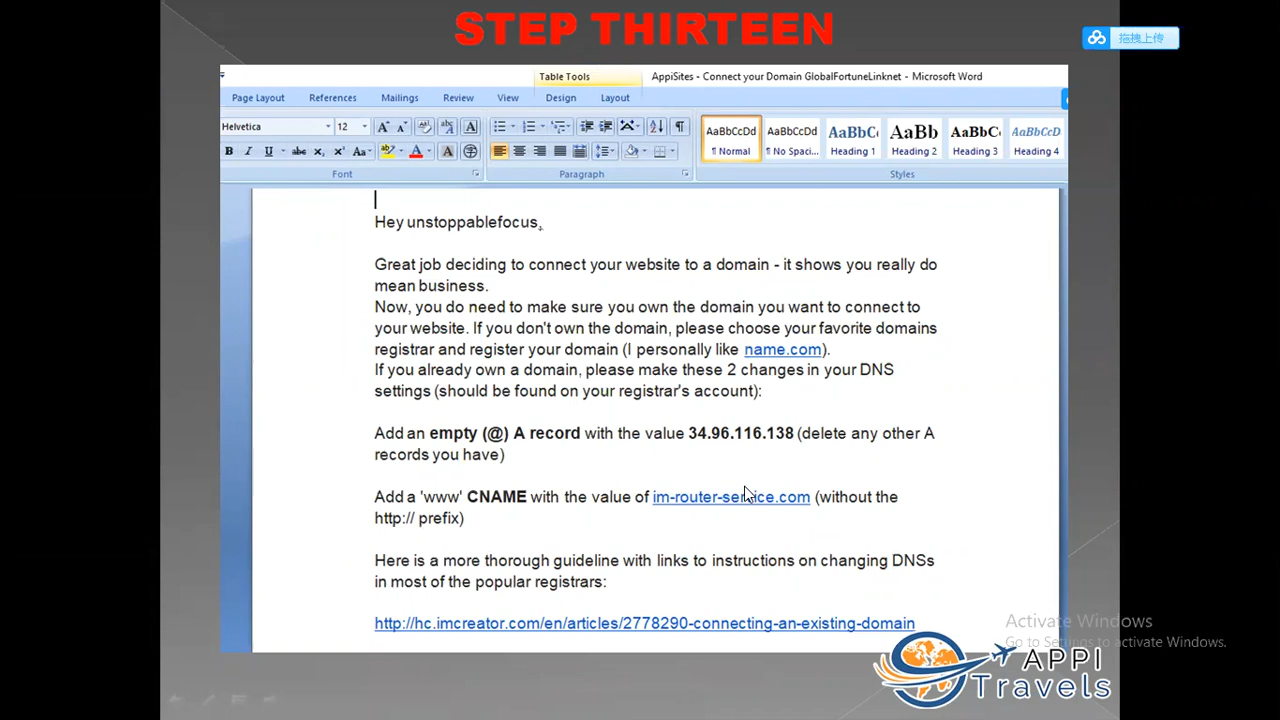 STEP THIRTEEN
拖拽上传
Table Tools
AppiSites - Connect your Domain GlobalFortuneLinknet - Microsoft Word
Page Layout References Mailings Review View Design Layout
Helvetica 12
AaBbCcDd AaBbCcDd AaBbC AaBb AaBbC AaBbCcD
¶ Normal ¶ No Spaci... Heading 1 Heading 2 Heading 3 Heading 4
Font Paragraph Styles
Hey unstoppablefocus,
Great job deciding to connect your website to a domain - it shows you really do
mean business.
Now, you do need to make sure you own the domain you want to connect to
your website. If you don't own the domain, please choose your favorite domains
registrar and register your domain (I personally like name.com).
If you already own a domain, please make these 2 changes in your DNS
settings (should be found on your registrar's account):
Add an empty (@) A record with the value 34.96.116.138 (delete any other A
records you have)
Add a 'www' CNAME with the value of im-router-service.com (without the
http:// prefix)
Here is a more thorough guideline with links to instructions on changing DNSs
in most of the popular registrars:
http://hc.imcreator.com/en/articles/2778290-connecting-an-existing-domain
Activate Windows
Go to Settings to activate Windows.
APPI
Travels